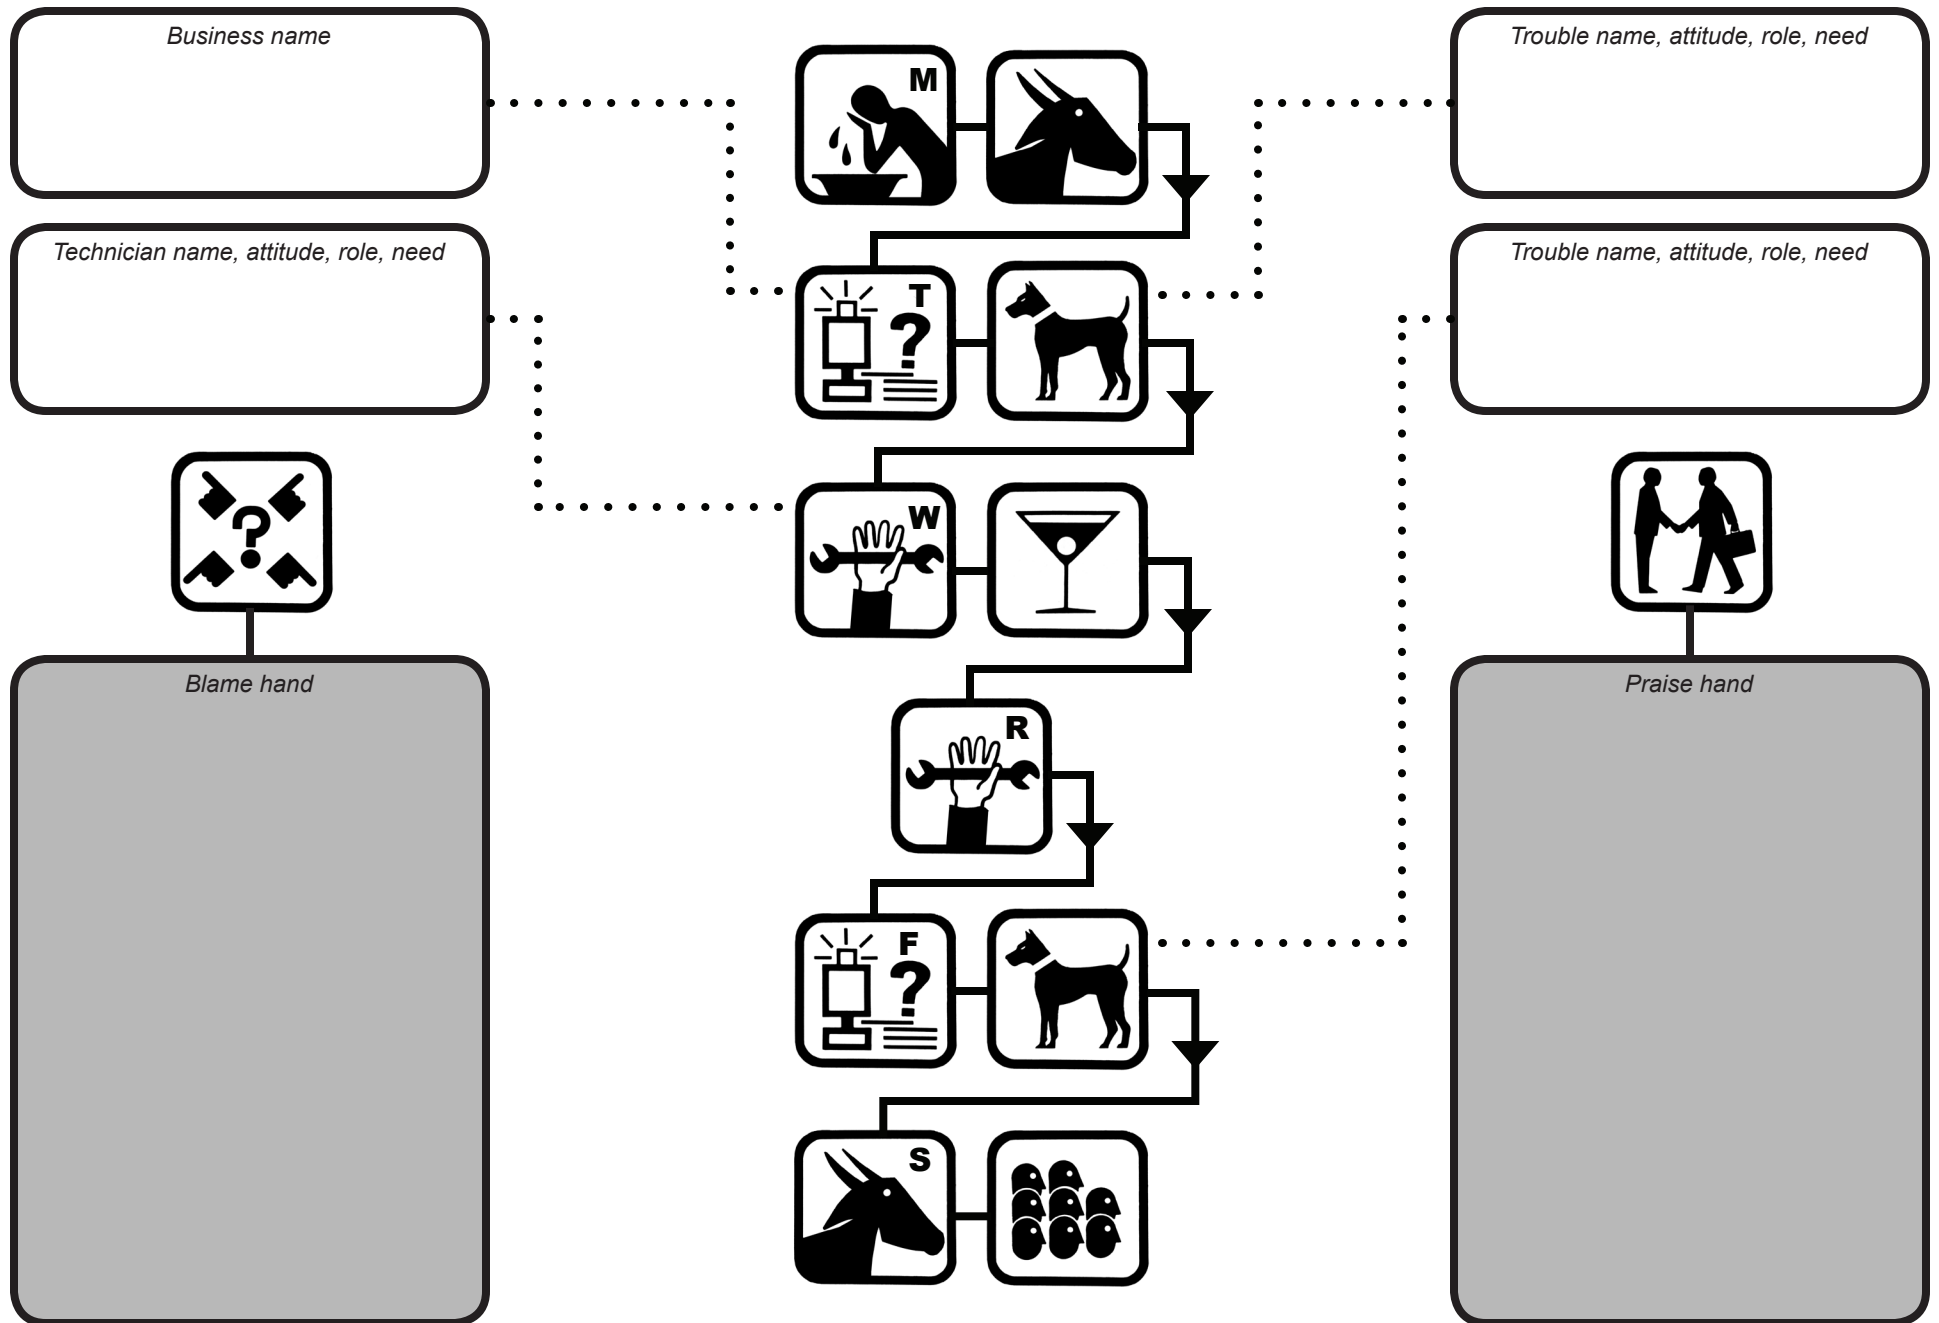 Business name
Trouble name, attitude, role, need
M
Technician name, attitude, role, need
Trouble name, attitude, role, need
T
?
W
?
Blame hand
Praise hand
R
F
?
S